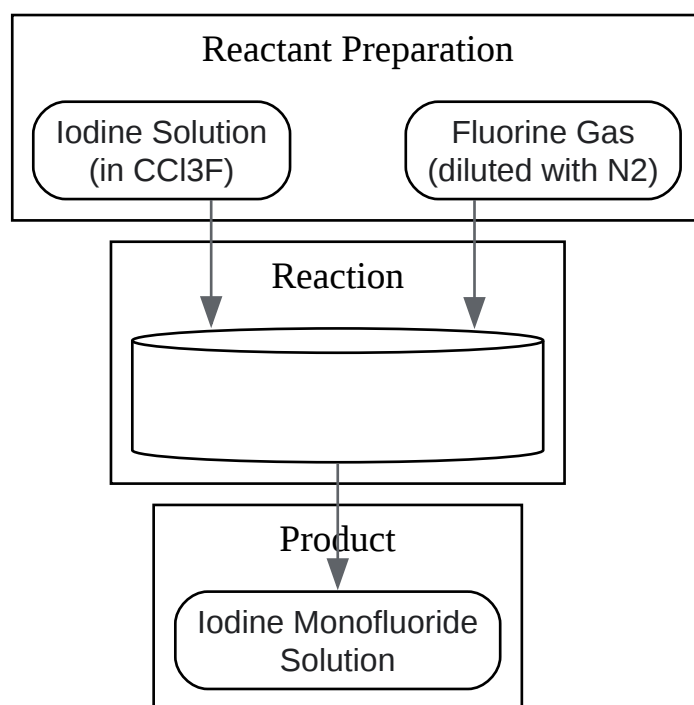 Reactant Preparation
Iodine Solution
(in CCl3F)
Fluorine Gas
(diluted with N2)
Reaction
Product
Iodine Monofluoride
Solution